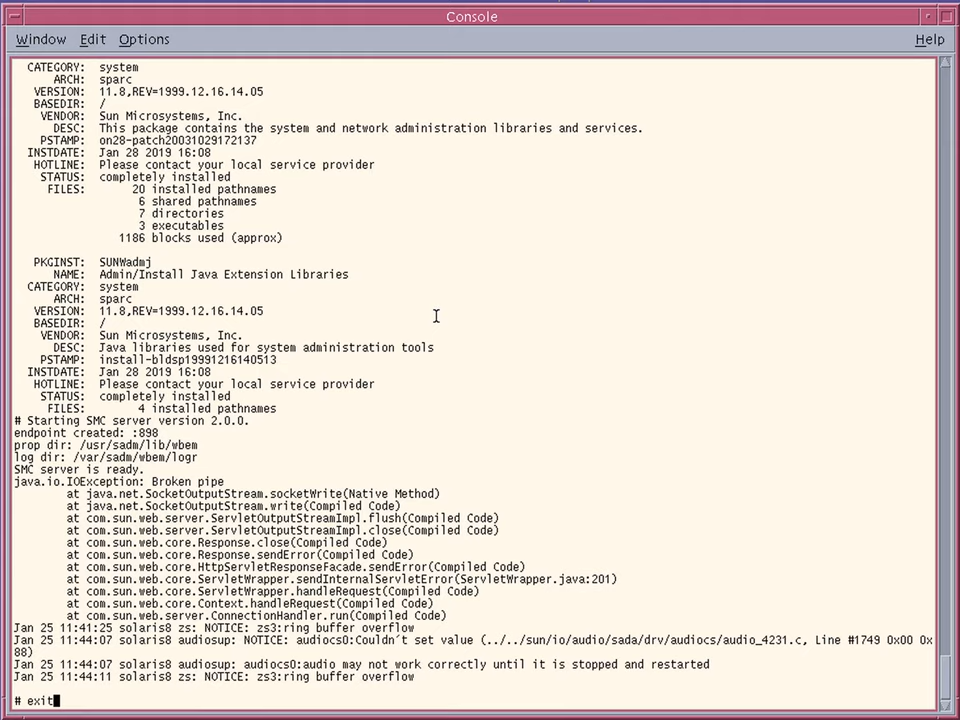 Console
Window Edit Options Help
CATEGORY: system
ARCH: sparc
VERSION: 11.8,REV=1999.12.16.14.05
BASEDIR: /
VENDOR: Sun Microsystems, Inc.
DESC: This package contains the system and network administration libraries and services.
PSTAMP: on28-patch20031029172137
INSTDATE: Jan 28 2019 16:08
HOTLINE: Please contact your local service provider
STATUS: completely installed
FILES: 20 installed pathnames
6 shared pathnames
7 directories
3 executables
1186 blocks used (approx)
PKGINST: SUNWadmj
NAME: Admin/Install Java Extension Libraries
CATEGORY: system
ARCH: sparc
VERSION: 11.8,REV=1999.12.16.14.05
BASEDIR: /
VENDOR: Sun Microsystems, Inc.
DESC: Java libraries used for system administration tools
PSTAMP: install-bldsp19991216140513
INSTDATE: Jan 28 2019 16:08
HOTLINE: Please contact your local service provider
STATUS: completely installed
FILES: 4 installed pathnames
# Starting SMC server version 2.0.0.
endpoint created: :898
prop dir: /usr/sadm/lib/wbem
log dir: /var/sadm/wbem/logr
SMC server is ready.
java.io.IOException: Broken pipe
at java.net.SocketOutputStream.socketWrite(Native Method)
at java.net.SocketOutputStream.write(Compiled Code)
at com.sun.web.server.ServletOutputStreamImpl.flush(Compiled Code)
at com.sun.web.server.ServletOutputStreamImpl.close(Compiled Code)
at com.sun.web.core.Response.close(Compiled Code)
at com.sun.web.core.Response.sendError(Compiled Code)
at com.sun.web.core.HttpServletResponseFacade.sendError(Compiled Code)
at com.sun.web.core.ServletWrapper.sendInternalServletError(ServletWrapper.java:201)
at com.sun.web.core.ServletWrapper.handleRequest(Compiled Code)
at com.sun.web.core.Context.handleRequest(Compiled Code)
at com.sun.web.server.ConnectionHandler.run(Compiled Code)
Jan 25 11:41:25 solaris8 zs: NOTICE: zs3:ring buffer overflow
Jan 25 11:44:07 solaris8 audiosup: NOTICE: audiocs0:Couldn't set value (../../sun/io/audio/sada/drv/audiocs/audio_4231.c, Line #1749 0x00 0x
88)
Jan 25 11:44:07 solaris8 audiosup: audiocs0:audio may not work correctly until it is stopped and restarted
Jan 25 11:44:11 solaris8 zs: NOTICE: zs3:ring buffer overflow
# exit